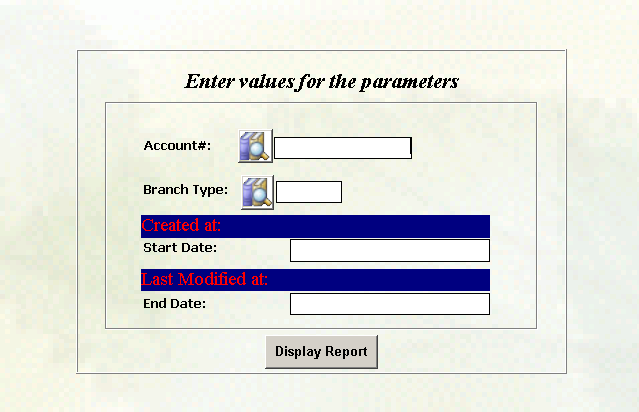 Enter values for the parameters
Account#:
Branch Type:
Created at:
Start Date:
Last Modified at:
End Date:
Display Report